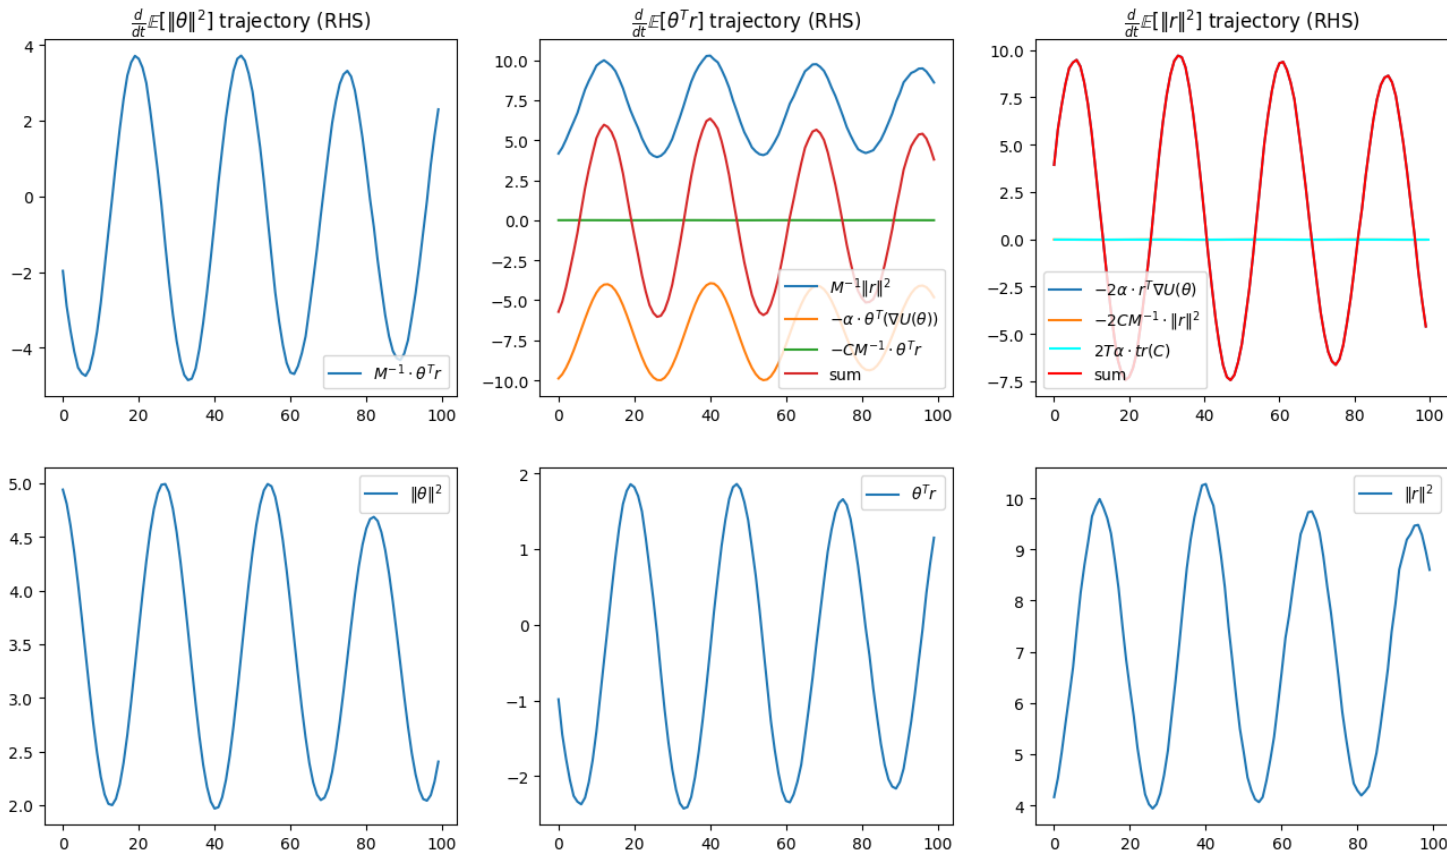 d/dt 𝔼[‖θ‖²] trajectory (RHS)
4
2
0
−2
−4
M⁻¹ · θᵀr
0 20 40 60 80 100
d/dt 𝔼[θᵀr] trajectory (RHS)
10.0
7.5
5.0
2.5
0.0
−2.5
−5.0
−7.5
−10.0
M⁻¹‖r‖²
−α · θᵀ(∇U(θ))
−CM⁻¹ · θᵀr
sum
0 20 40 60 80 100
d/dt 𝔼[‖r‖²] trajectory (RHS)
10.0
7.5
5.0
2.5
0.0
−2.5
−5.0
−7.5
−2α · rᵀ∇U(θ)
−2CM⁻¹ · ‖r‖²
2Tα · tr(C)
sum
0 20 40 60 80 100
5.0
4.5
4.0
3.5
3.0
2.5
2.0
‖θ‖²
0 20 40 60 80 100
2
1
0
−1
−2
θᵀr
0 20 40 60 80 100
10
9
8
7
6
5
4
‖r‖²
0 20 40 60 80 100